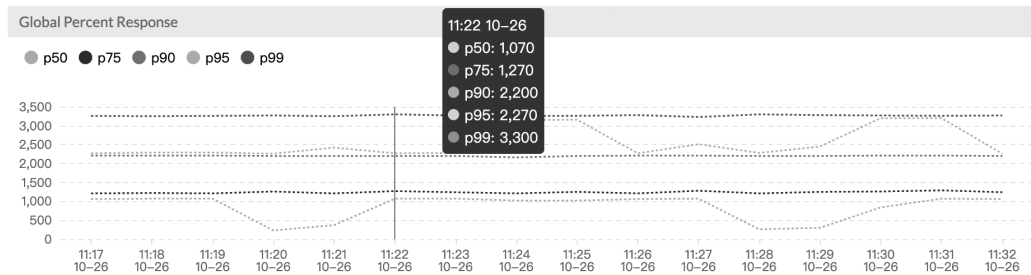 Global Percent Response
p50 p75 p90 p95 p99
11:22 10–26
p50: 1,070
p75: 1,270
p90: 2,200
p95: 2,270
p99: 3,300
3,500
3,000
2,500
2,000
1,500
1,000
500
0
11:17 11:18 11:19 11:20 11:21 11:22 11:23 11:24 11:25 11:26 11:27 11:28 11:29 11:30 11:31 11:32
10–26 10–26 10–26 10–26 10–26 10–26 10–26 10–26 10–26 10–26 10–26 10–26 10–26 10–26 10–26 10–26